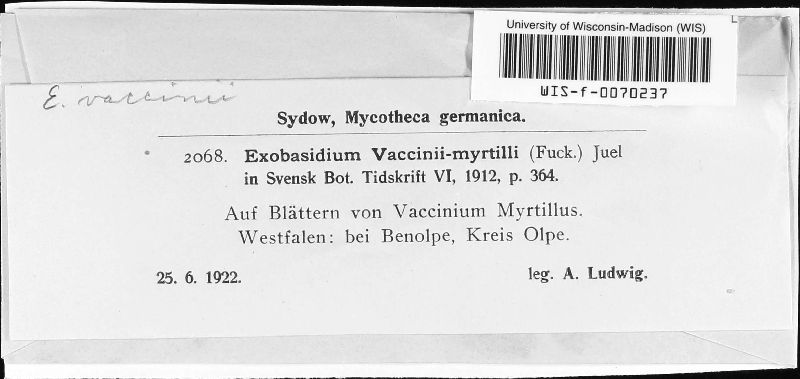 University of Wisconsin-Madison (WIS)
WIS-f-0070237
E. vaccinii
Sydow, Mycotheca germanica.
2068. Exobasidium Vaccinii-myrtilli (Fuck.) Juel
in Svensk Bot. Tidskrift VI, 1912, p. 364.
Auf Blättern von Vaccinium Myrtillus.
Westfalen: bei Benolpe, Kreis Olpe.
25. 6. 1922. leg. A. Ludwig.